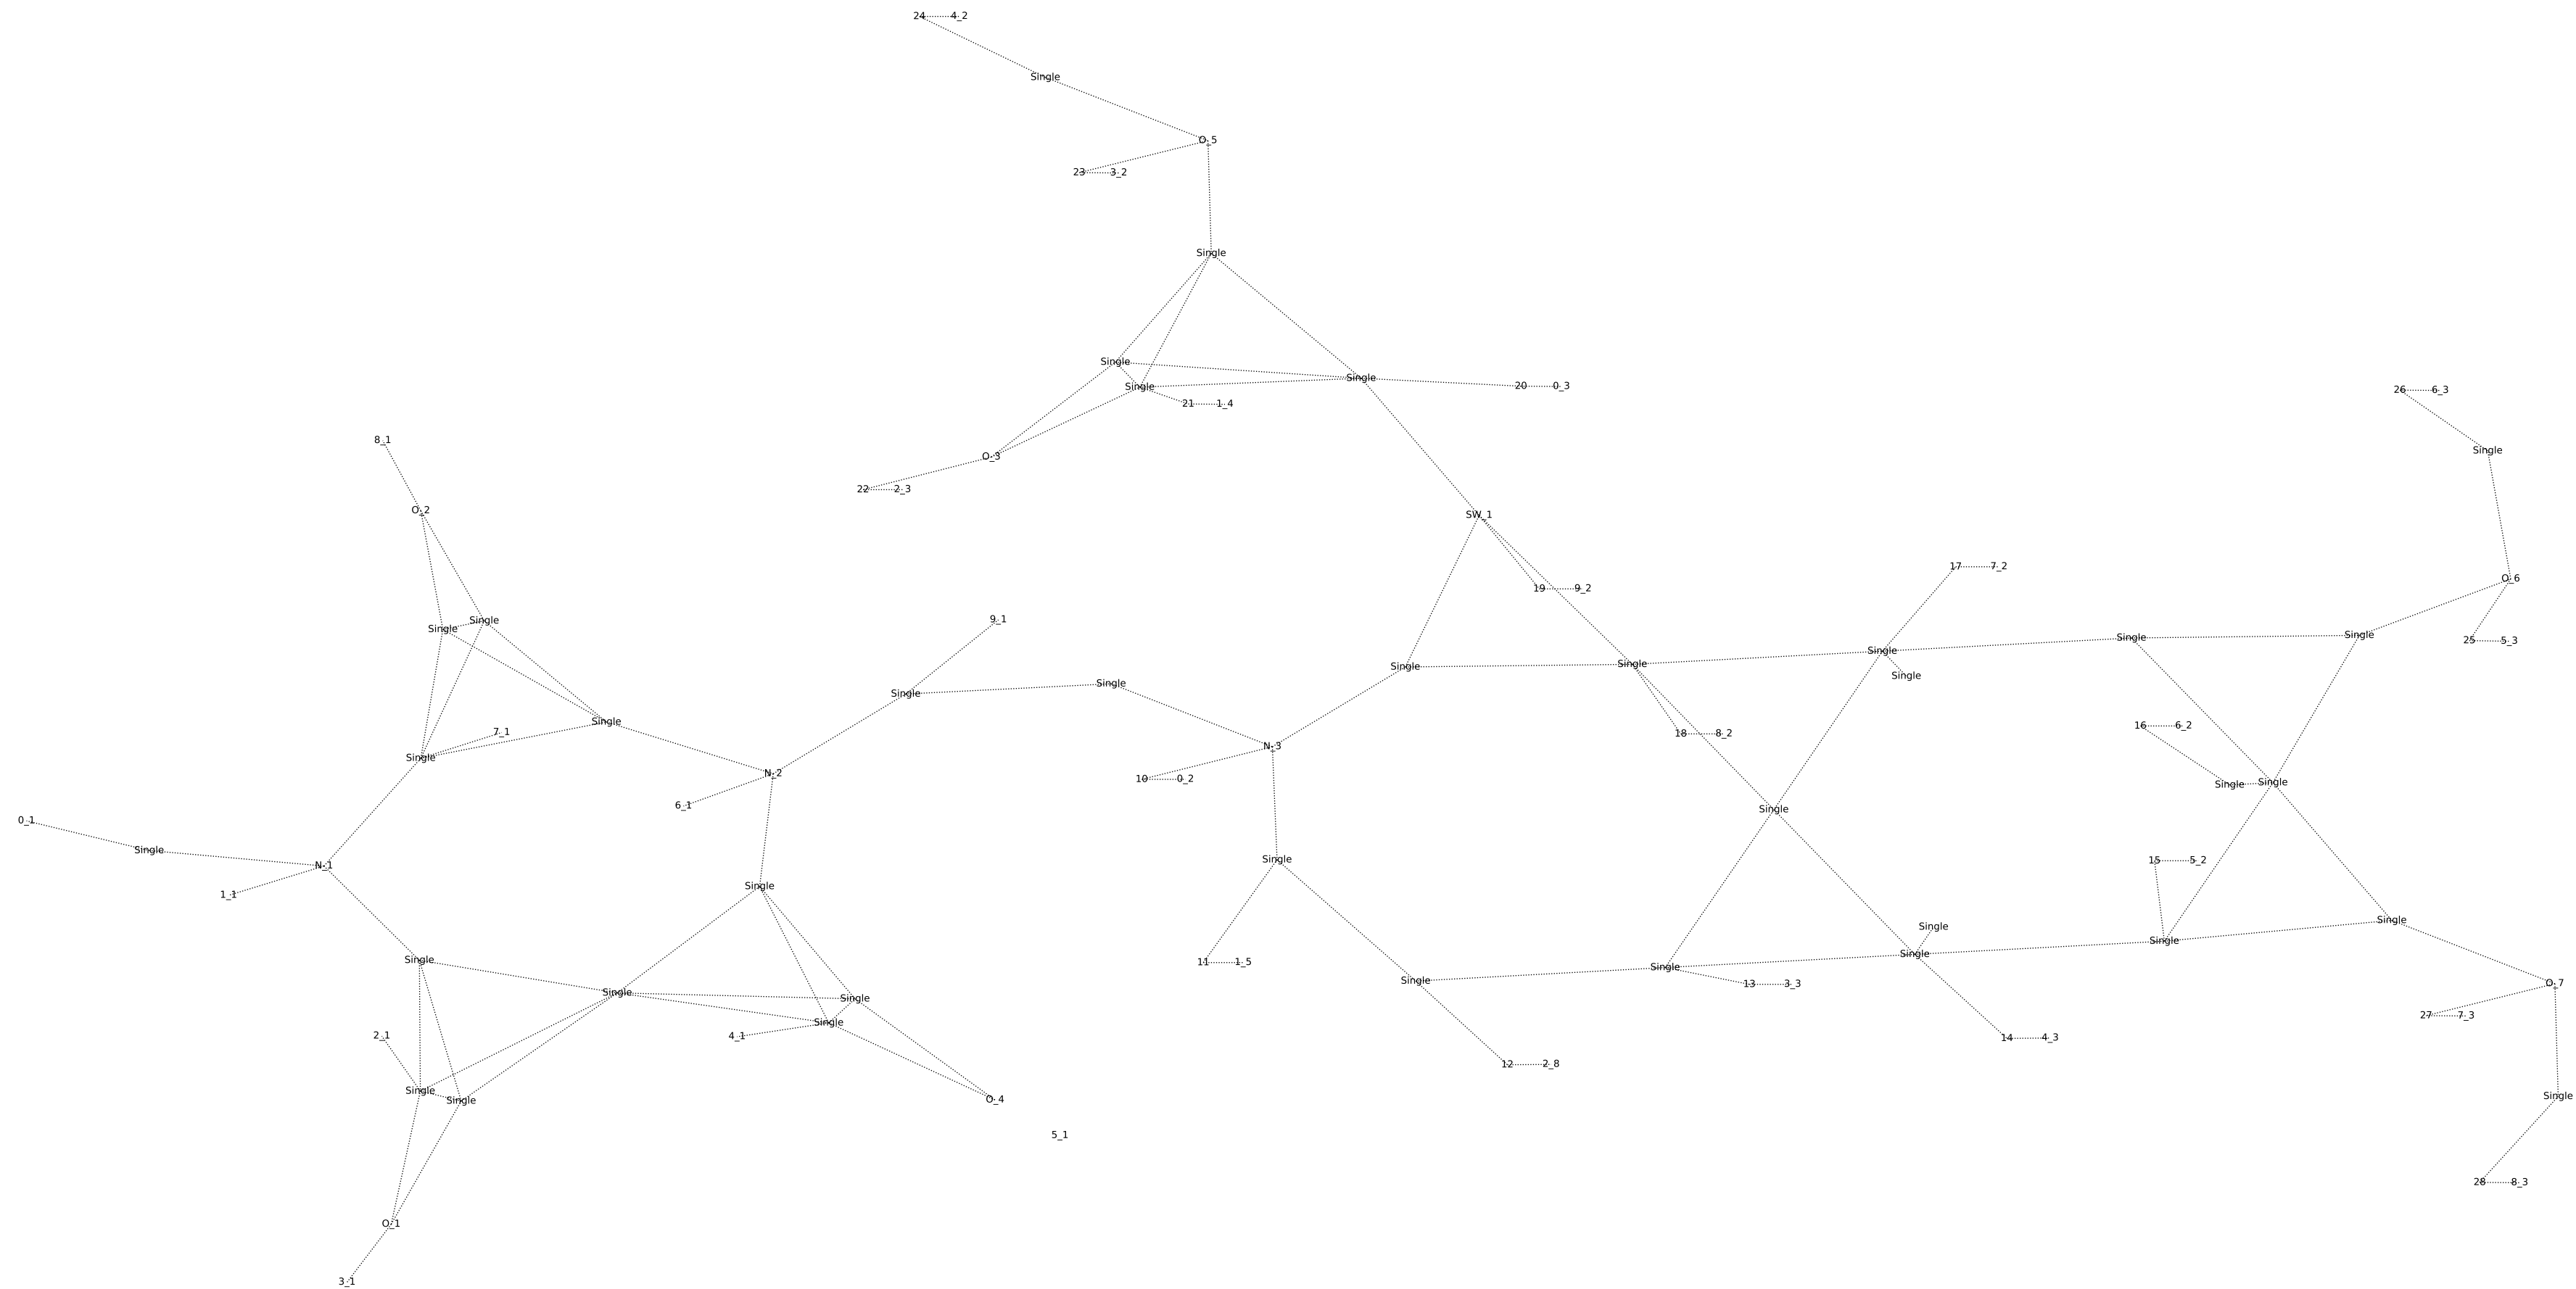 24 4_2
Single
O_5
23 3_2
Single
Single
Single
Single
20 0_3
26 6_3
21 1_4
8_1
Single
O_3
22 2_3
O_2
SW_1
17 7_2
O_6
19 9_2
9_1
Single
Single
Single
Single
25 5_3
Single
Single
Single
Single
Single
Single
Single
7_1
16 6_2
18 8_2
N_3
Single
N_2
10 0_2
Single
Single
6_1
Single
0_1
Single
Single
15 5_2
N_1
Single
1_1
Single
Single
Single
Single
Single
11 1_5
Single
Single
O_7
13 3_3
Single
Single
27 7_3
Single
2_1
4_1
14 4_3
12 2_8
Single
Single
Single
O_4
5_1
28 8_3
O_1
3_1